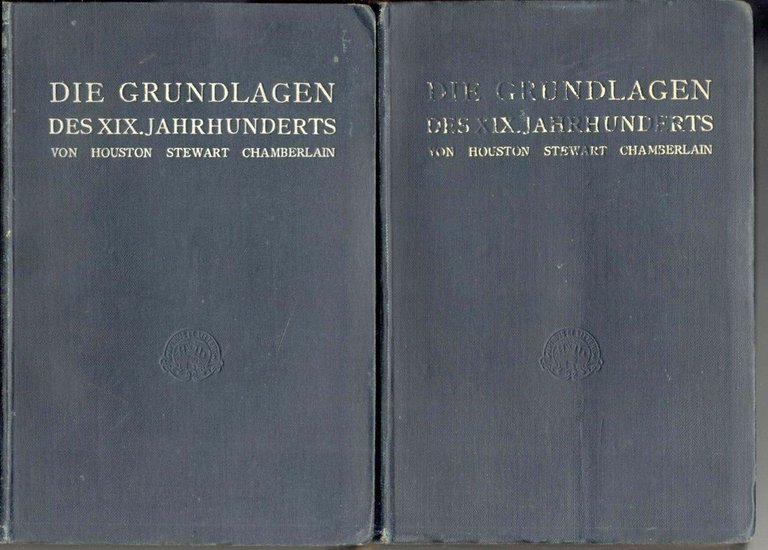 DIE GRUNDLAGEN
DES XIX. JAHRHUNDERTS
VON HOUSTON STEWART CHAMBERLAIN
DIE GRUNDLAGEN
DES XIX. JAHRHUNDERTS
VON HOUSTON STEWART CHAMBERLAIN